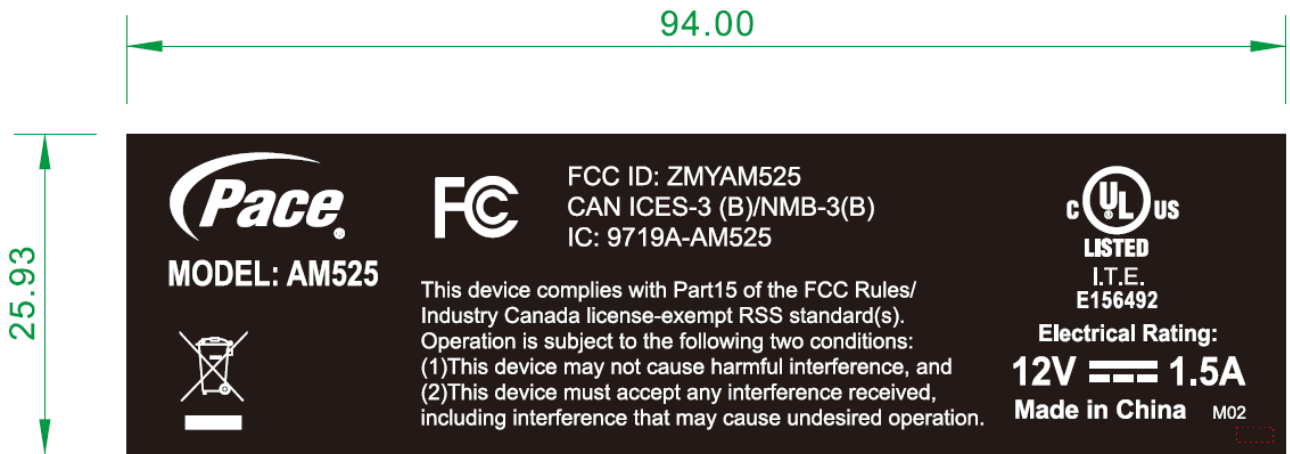 94.00
25.93
Pace
MODEL: AM525
FC
FCC ID: ZMYAM525
CAN ICES-3 (B)/NMB-3(B)
IC: 9719A-AM525
This device complies with Part15 of the FCC Rules/
Industry Canada license-exempt RSS standard(s).
Operation is subject to the following two conditions:
(1)This device may not cause harmful interference, and
(2)This device must accept any interference received,
including interference that may cause undesired operation.
C UL US
LISTED
I.T.E.
E156492
Electrical Rating:
12V 1.5A
Made in China M02